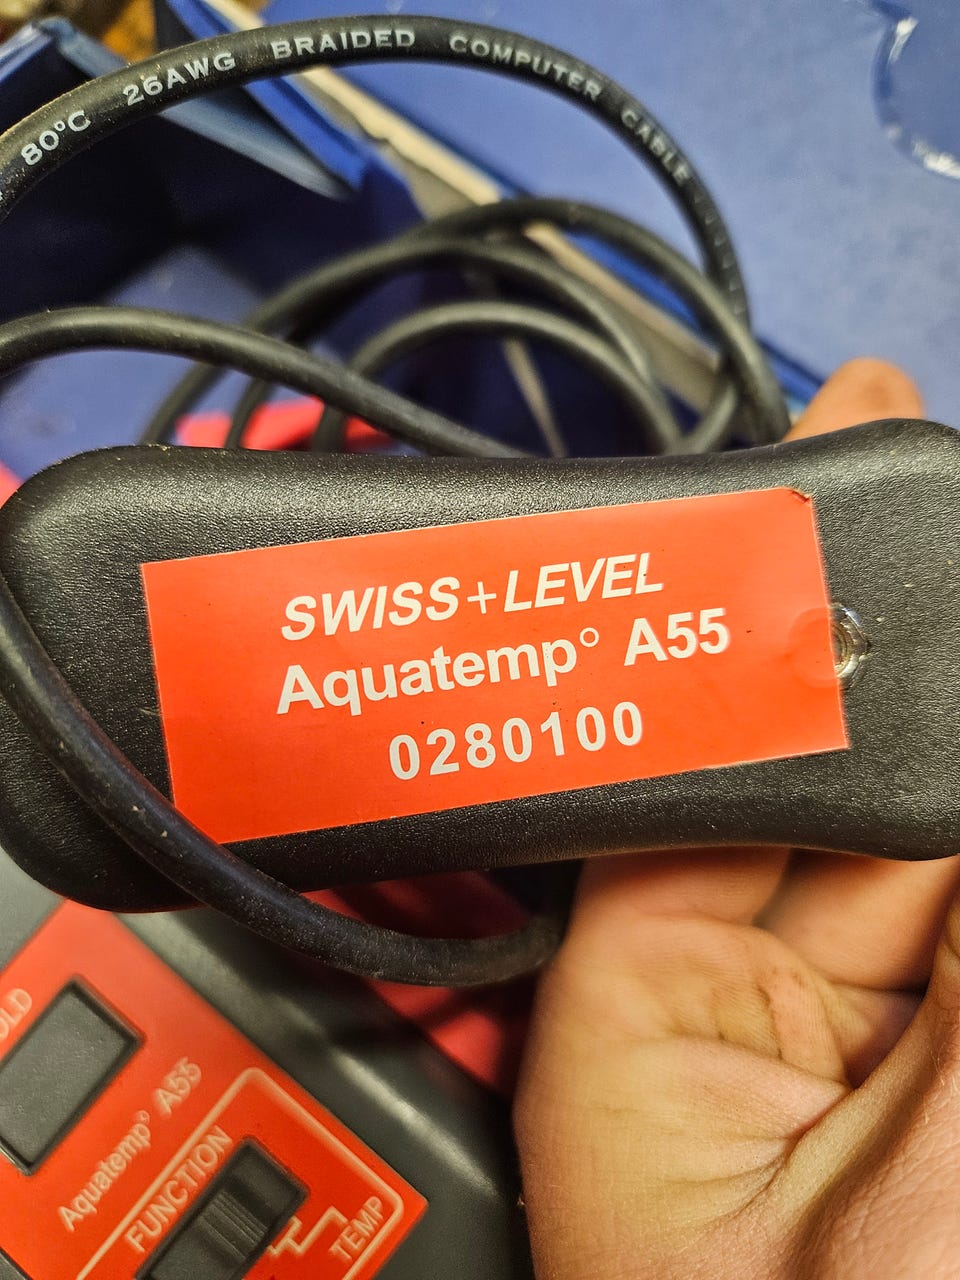 80°C 26AWG BRAIDED COMPUTER CABLE
SWISS+LEVEL
Aquatemp° A55
0280100
Aquatemp° A55
FUNCTION
TEMP